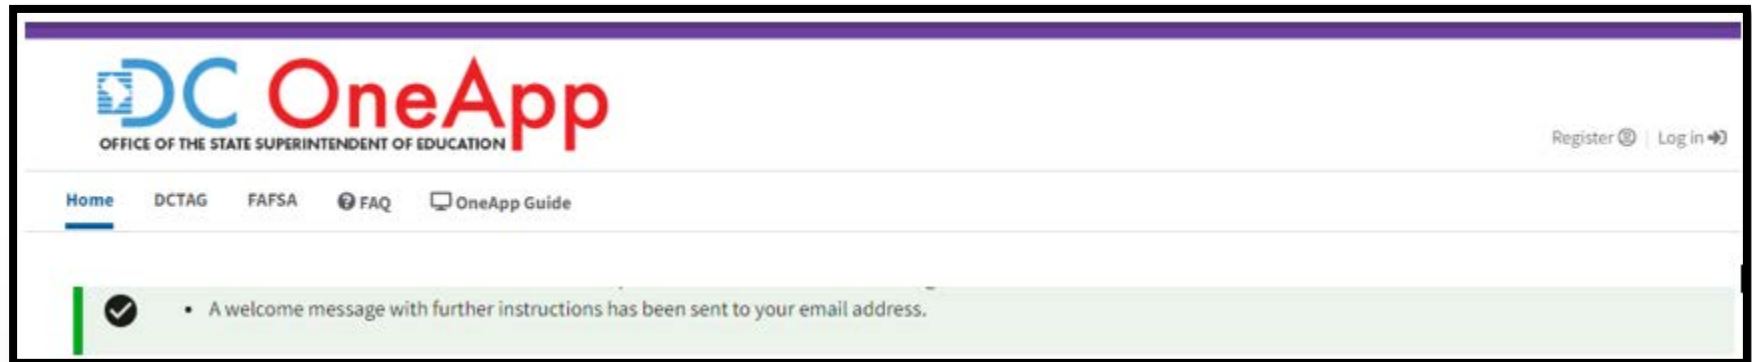 DC OneApp
OFFICE OF THE STATE SUPERINTENDENT OF EDUCATION
Register | Log in
Home DCTAG FAFSA FAQ OneApp Guide
• A welcome message with further instructions has been sent to your email address.